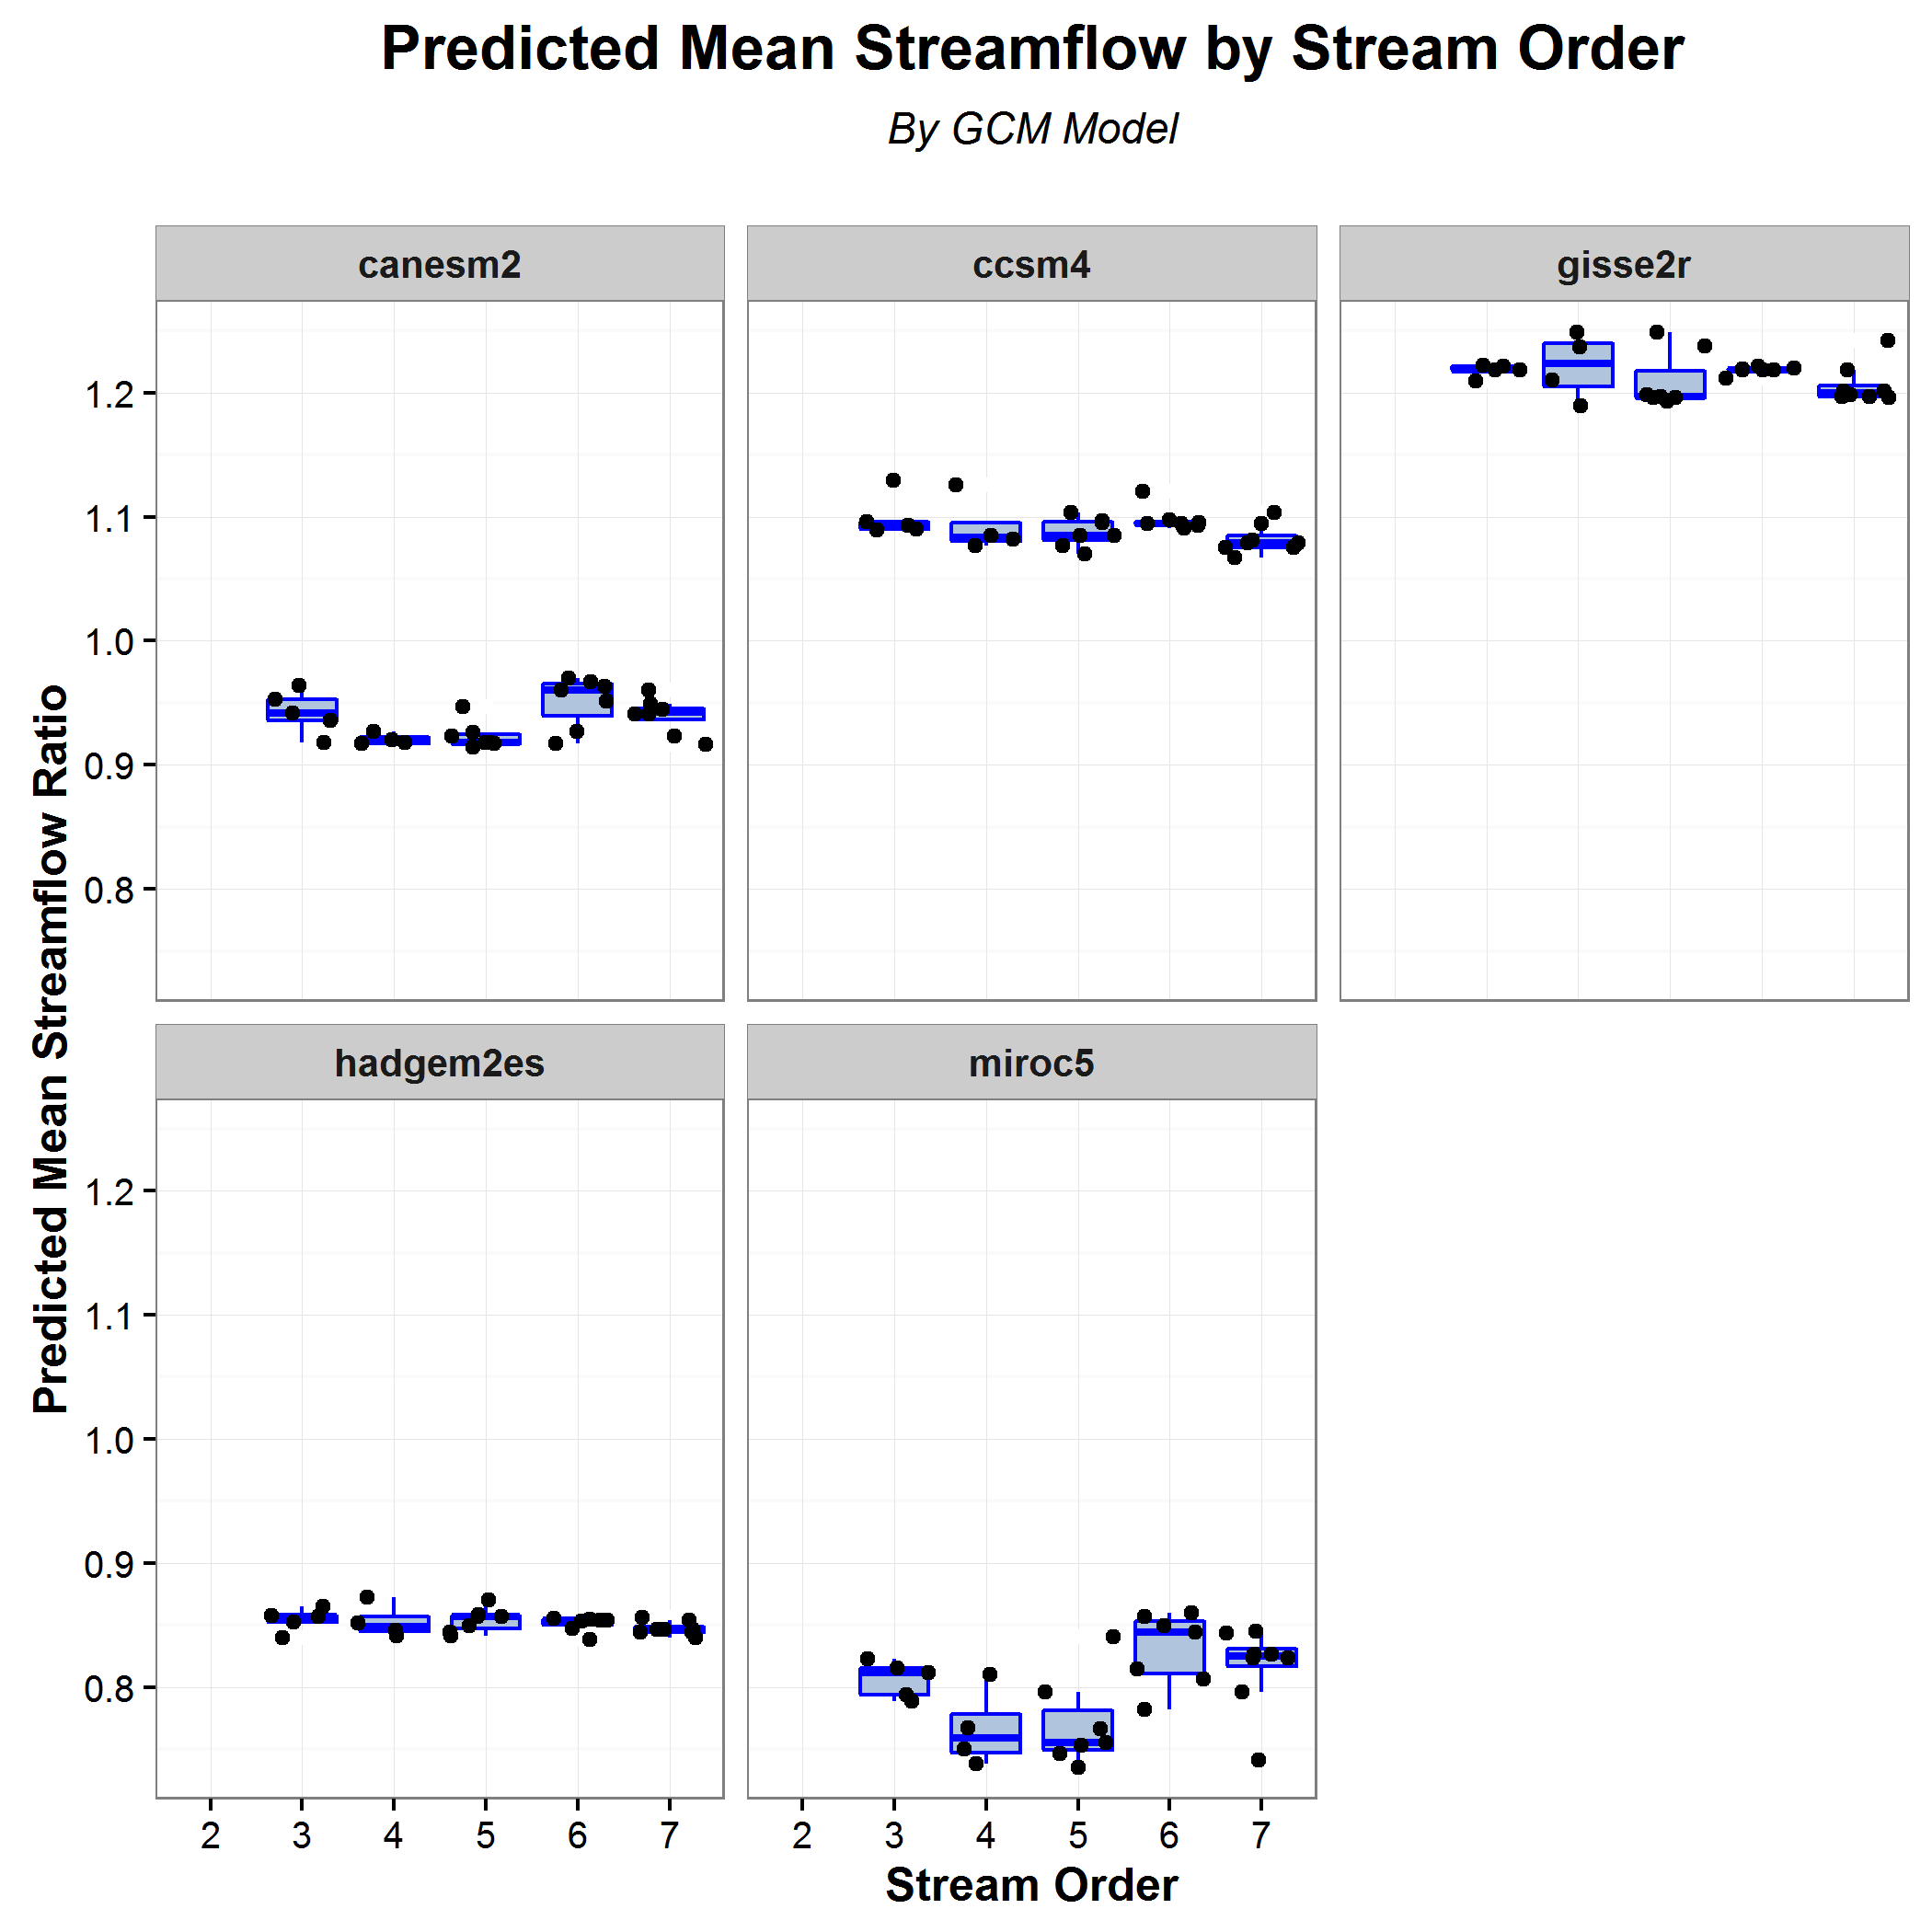 Predicted Mean Streamflow by Stream Order
By GCM Model
canesm2
ccsm4
gisse2r
1.2
1.1
1.0
0.9
0.8
Predicted Mean Streamflow Ratio
hadgem2es
miroc5
1.2
1.1
1.0
0.9
0.8
2 3 4 5 6 7
2 3 4 5 6 7
Stream Order